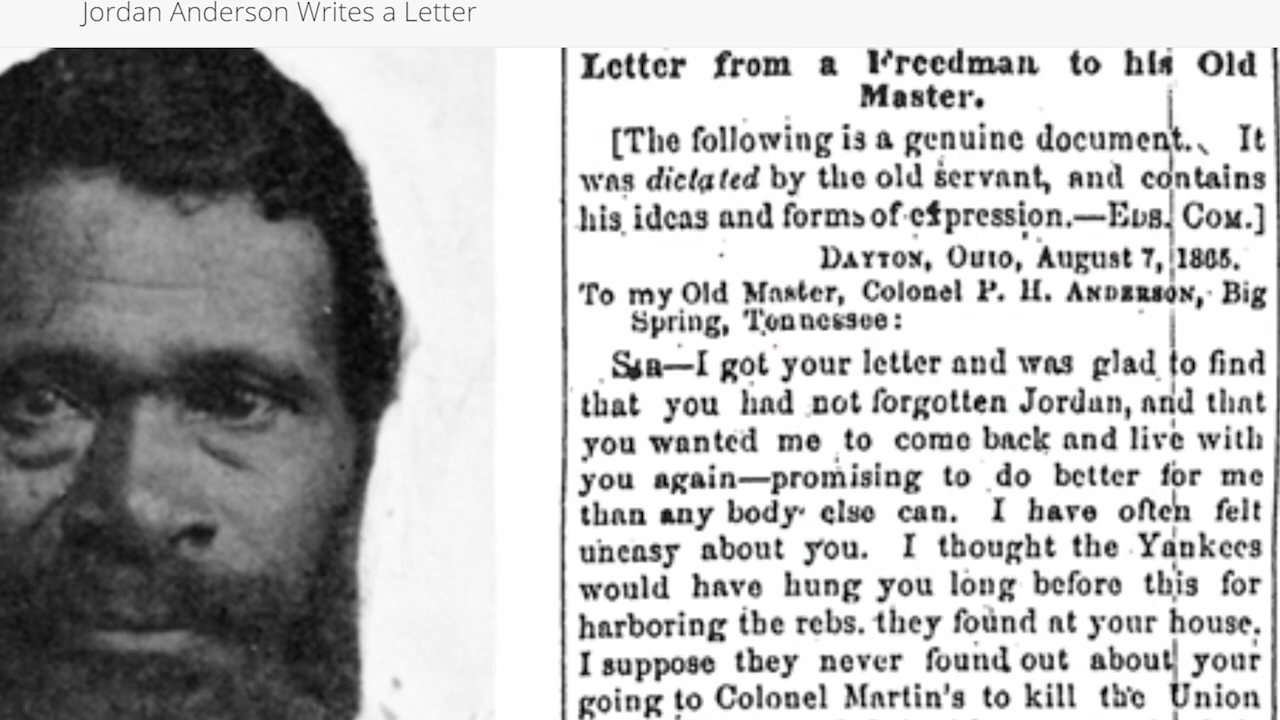 Jordan Anderson Writes a Letter
Letter from a Freedman to his Old
Master.
[The following is a genuine document. It
was dictated by the old servant, and contains
his ideas and forms of expression.—EDS. COM.]
DAYTON, OHIO, August 7, 1865.
To my Old Master, Colonel P. H. ANDERSON, Big
Spring, Tennessee:
SIR—I got your letter and was glad to find
that you had not forgotten Jordan, and that
you wanted me to come back and live with
you again—promising to do better for me
than any body else can. I have often felt
uneasy about you. I thought the Yankees
would have hung you long before this for
harboring the rebs. they found at your house.
I suppose they never found out about your
going to Colonel Martin's to kill the Union